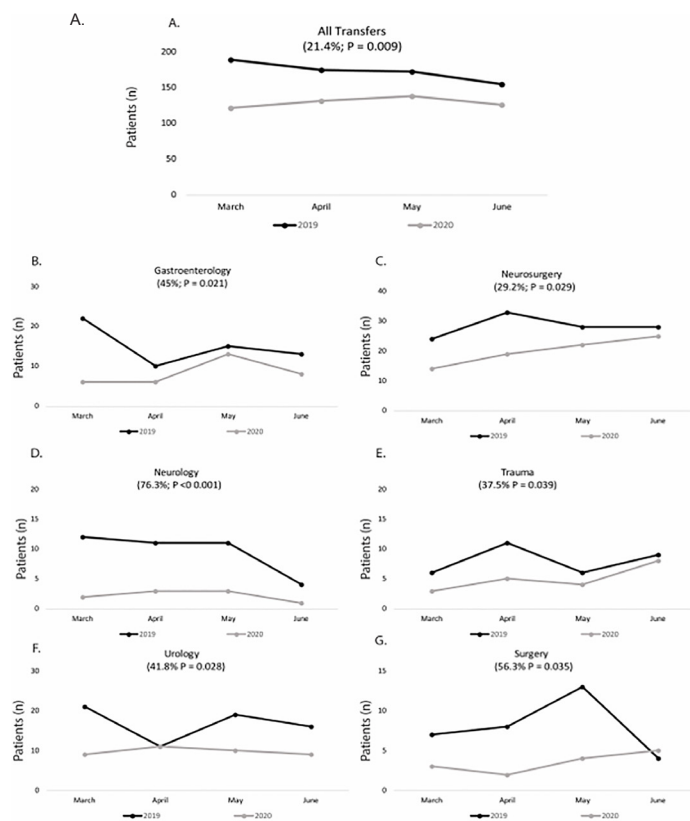 A.
A.
All Transfers
(21.4%; P = 0.009)
200
150
100
50
0
Patients (n)
March April May June
2019 2020
B.
Gastroenterology
(45%; P = 0.021)
30
20
10
0
Patients (n)
March April May June
2019 2020
C.
Neurosurgery
(29.2%; P = 0.029)
40
30
20
10
0
Patients (n)
March April May June
2019 2020
D.
Neurology
(76.3%; P <0 0.001)
20
15
10
5
0
Patients (n)
March April May June
2019 2020
E.
Trauma
(37.5% P = 0.039)
20
15
10
5
0
Patients (n)
March April May June
2019 2020
F.
Urology
(41.8% P = 0.028)
30
20
10
0
Patients (n)
March April May June
2019 2020
G.
Surgery
(56.3% P = 0.035)
15
10
5
0
Patients (n)
March April May June
2019 2020